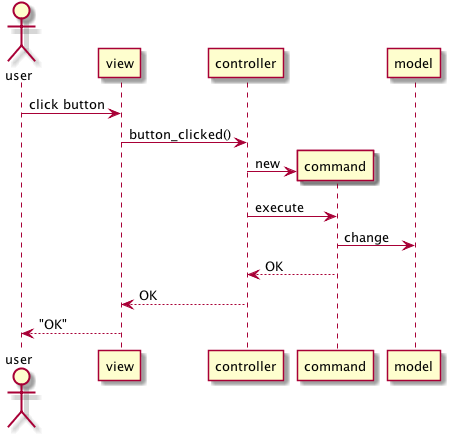 user
view
controller
model
click button
button_clicked()
new
command
execute
change
OK
OK
"OK"
user
view
controller
command
model